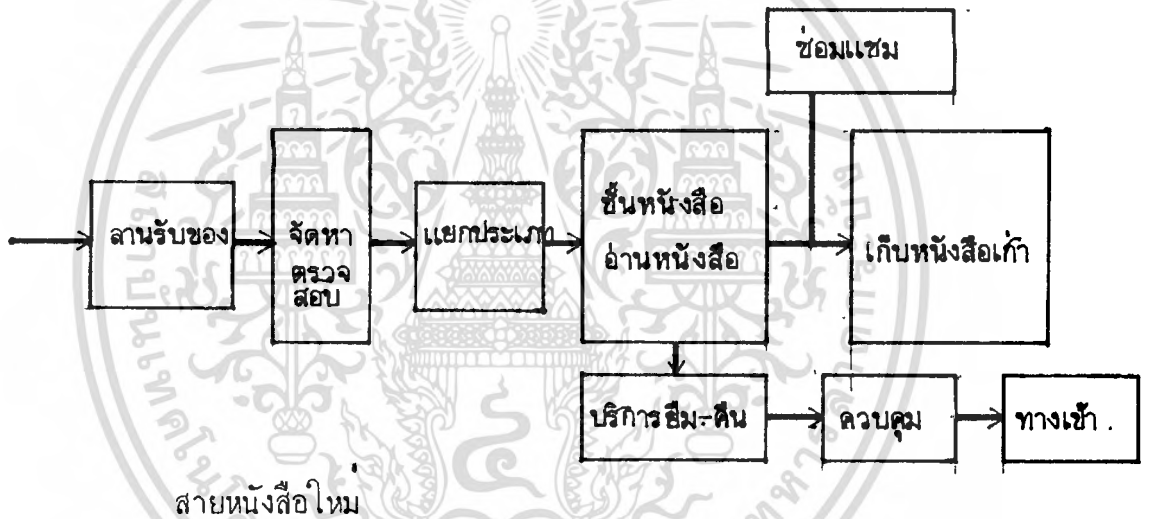 ซ่อมแซม
ลานรับของ
จัดหา
ตรวจ
สอบ
แยกประเภท
ชั้นหนังสือ
อ่านหนังสือ
เก็บหนังสือเก่า
บริการยืม-คืน
ควบคุม
ทางเข้า.
สายหนังสือใหม่